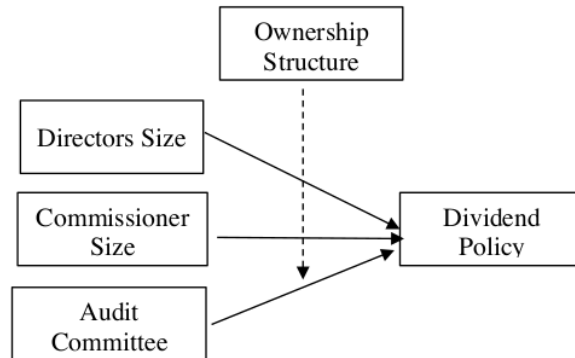 Ownership
Structure
Directors Size
Commissioner
Size
Dividend
Policy
Audit
Committee